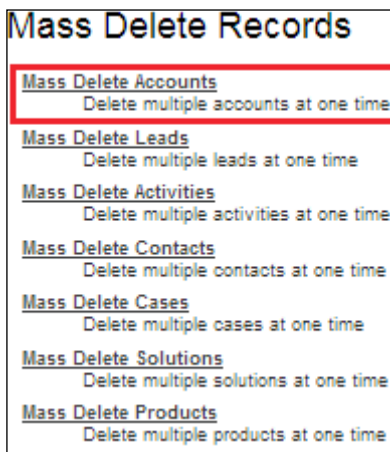 Mass Delete Records
Mass Delete Accounts
Delete multiple accounts at one time
Mass Delete Leads
Delete multiple leads at one time
Mass Delete Activities
Delete multiple activities at one time
Mass Delete Contacts
Delete multiple contacts at one time
Mass Delete Cases
Delete multiple cases at one time
Mass Delete Solutions
Delete multiple solutions at one time
Mass Delete Products
Delete multiple products at one time